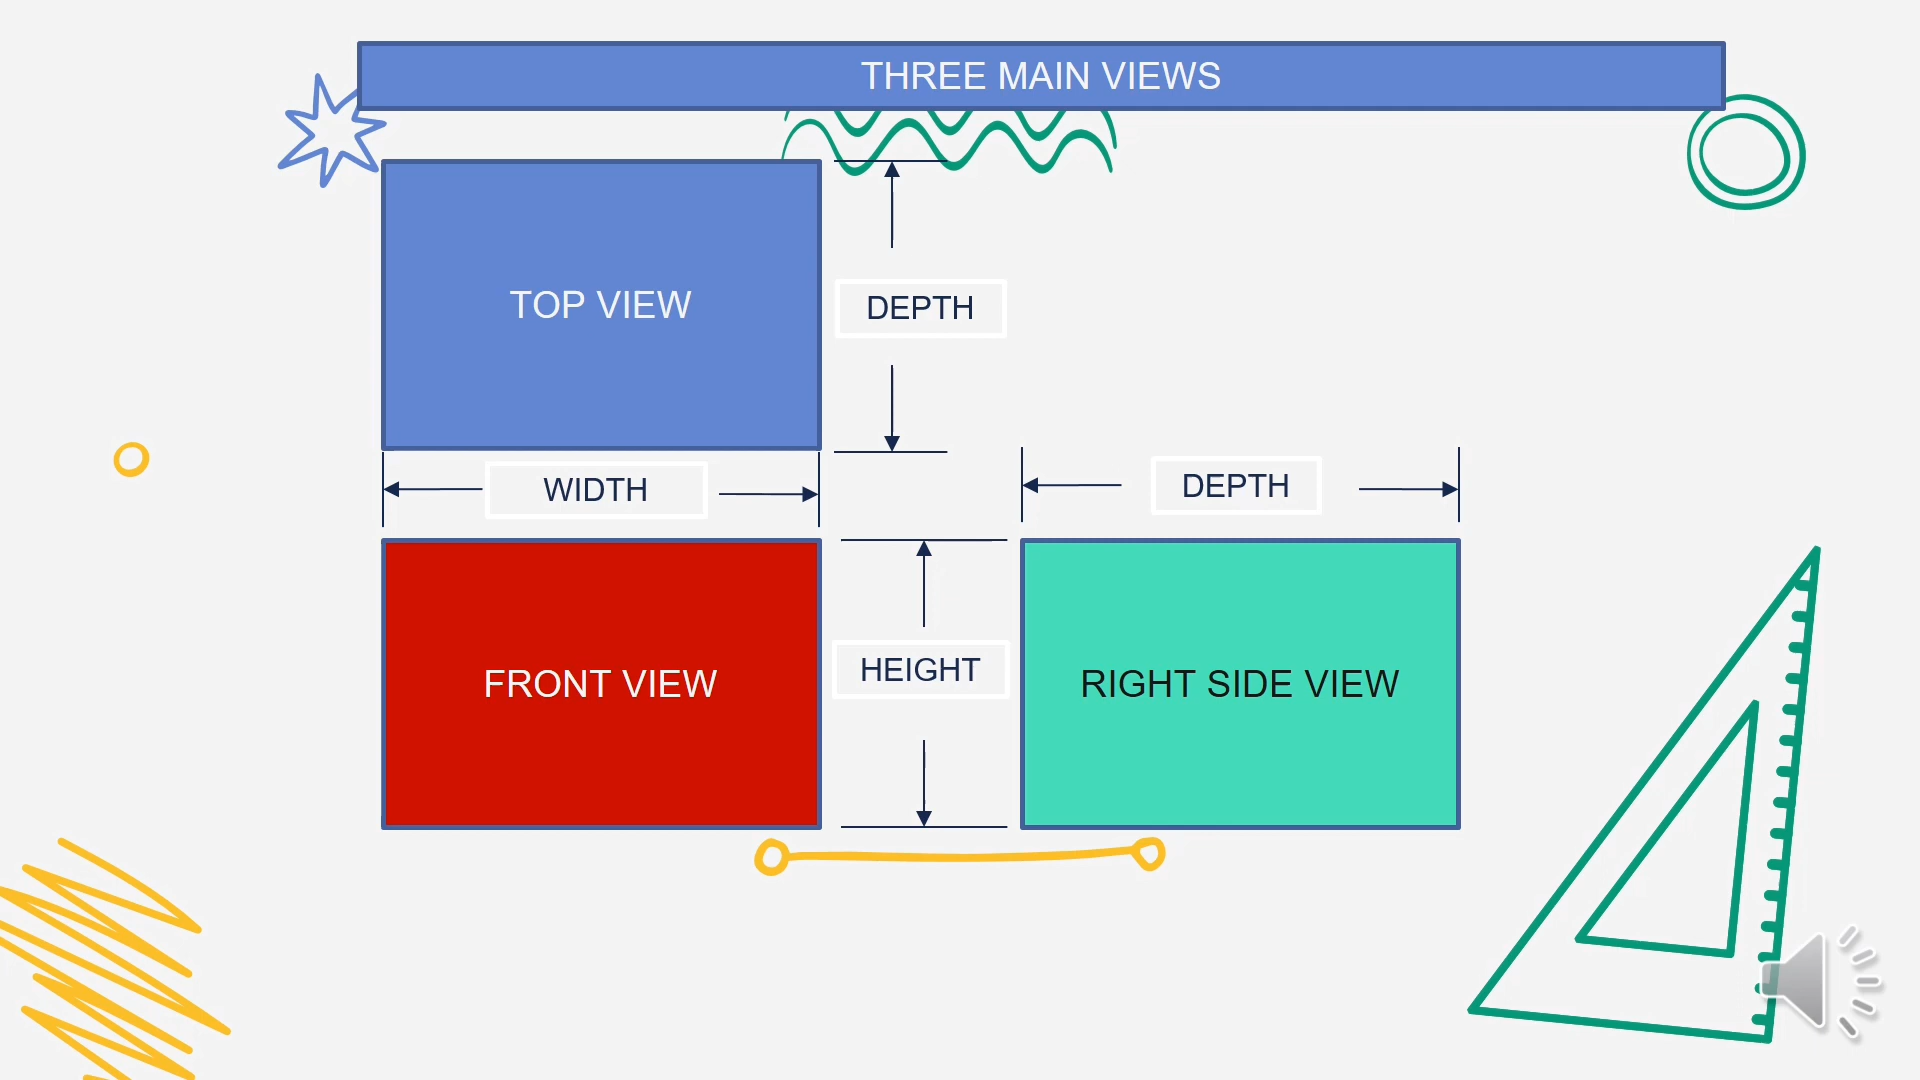 THREE MAIN VIEWS
TOP VIEW
DEPTH
WIDTH
DEPTH
FRONT VIEW
HEIGHT
RIGHT SIDE VIEW